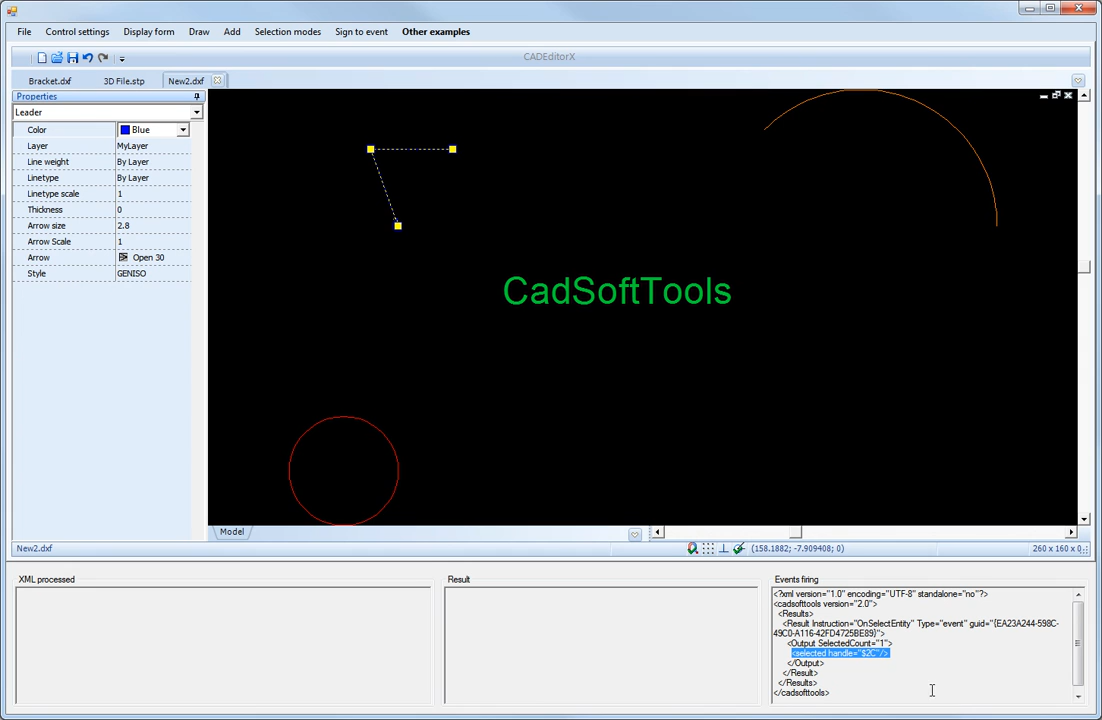 File Control settings Display form Draw Add Selection modes Sign to event Other examples
CADEditorX
Bracket.dxf 3D File.stp New2.dxf
Properties
Leader
Color Blue
Layer MyLayer
Line weight By Layer
Linetype By Layer
Linetype scale 1
Thickness 0
Arrow size 2.8
Arrow Scale 1
Arrow Open 30
Style GENISO
CadSoftTools
Model
New2.dxf (158.1882; -7.909408; 0) 260 x 160 x 0
XML processed Result Events firing
<?xml version="1.0" encoding="UTF-8" standalone="no"?>
<cadsofttools version="2.0">
<Results>
<Result Instruction="OnSelectEntity" Type="event" guid="{EA23A244-598C-
49C0-A116-42FD4725BE89}">
<Output SelectedCount="1">
<selected handle="$2C"/>
</Output>
</Result>
</Results>
</cadsofttools>